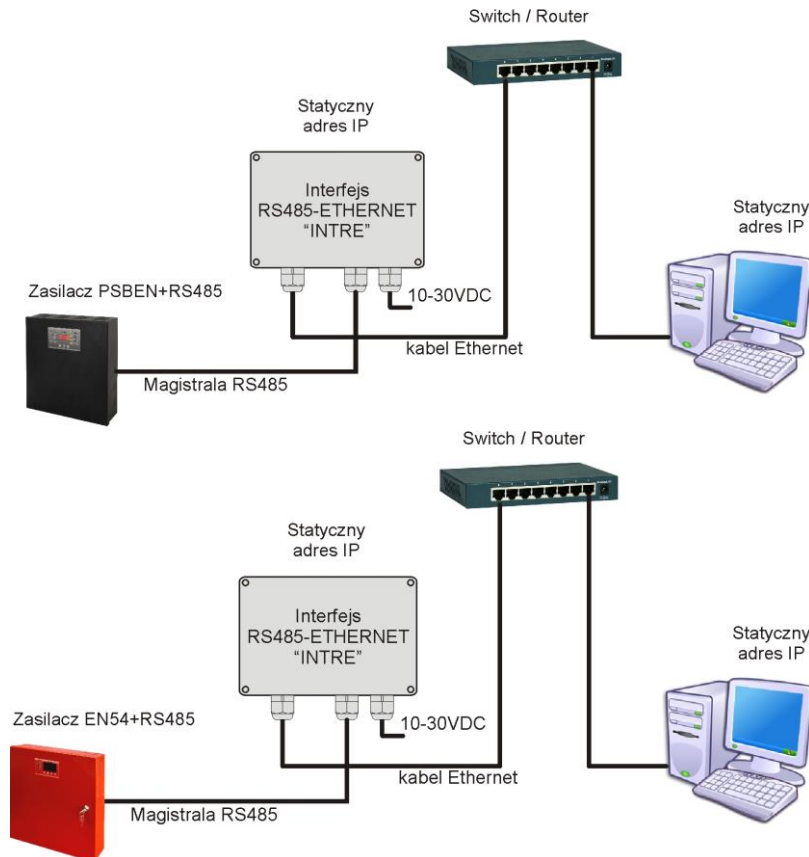 Switch / Router
Statyczny
adres IP
Interfejs
RS485-ETHERNET
“INTRE”
Statyczny
adres IP
Zasilacz PSBEN+RS485
10-30VDC
kabel Ethernet
Magistrala RS485
Switch / Router
Statyczny
adres IP
Interfejs
RS485-ETHERNET
“INTRE”
Statyczny
adres IP
Zasilacz EN54+RS485
10-30VDC
kabel Ethernet
Magistrala RS485